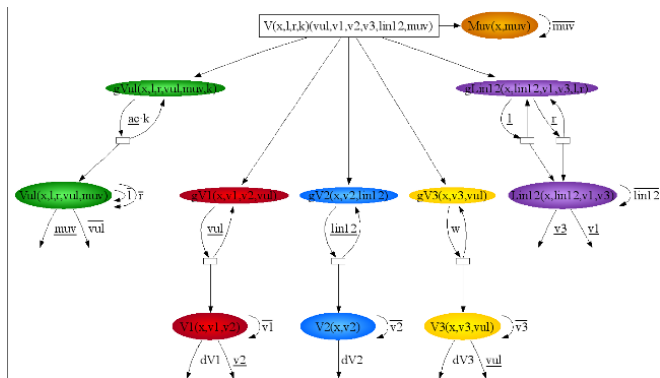 V(x,l,r,k)(vul,v1,v2,v3,lin12,muv)
Muv(x,muv)
muv
gVul(x,l,r,vul,muv,k)
gLin12(x,lin12,v1,v3,l,r)
ac·k
l
r
Vul(x,l,r,vul,muv)
l
r
gV1(x,v1,v2,vul)
gV2(x,v2,lin12)
gV3(x,v3,vul)
Lin12(x,lin12,v1,v3)
lin12
muv
vul
vul
lin12
w
v3
v1
V1(x,v1,v2)
v1
V2(x,v2)
v2
V3(x,v3,vul)
v3
dV1
v2
dV2
dV3
vul